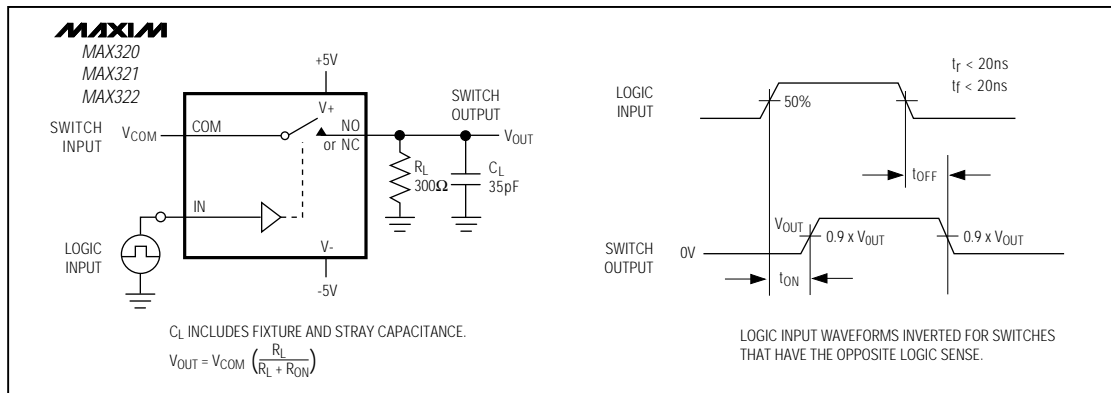 MAXIM
MAX320
MAX321
MAX322
+5V
V+
SWITCH
INPUT
VCOM
COM
NO
or NC
SWITCH
OUTPUT
VOUT
RL
300Ω
CL
35pF
IN
LOGIC
INPUT
V-
-5V
CL INCLUDES FIXTURE AND STRAY CAPACITANCE.
VOUT = VCOM (RL / RL + RON)
LOGIC
INPUT
50%
tr < 20ns
tf < 20ns
tOFF
SWITCH
OUTPUT
0V
VOUT
0.9 x VOUT
0.9 x VOUT
tON
LOGIC INPUT WAVEFORMS INVERTED FOR SWITCHES
THAT HAVE THE OPPOSITE LOGIC SENSE.